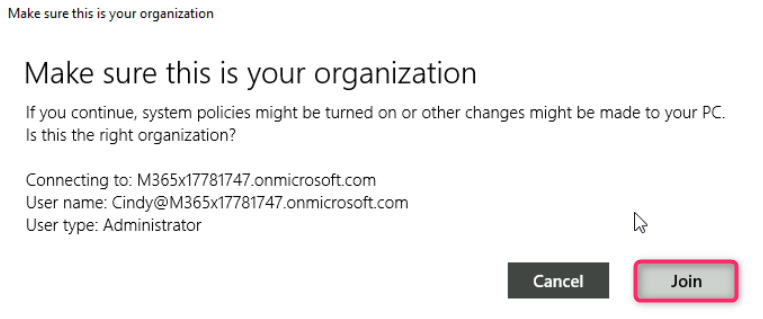 Make sure this is your organization
Make sure this is your organization
If you continue, system policies might be turned on or other changes might be made to your PC.
Is this the right organization?
Connecting to: M365x17781747.onmicrosoft.com
User name: Cindy@M365x17781747.onmicrosoft.com
User type: Administrator
Cancel Join